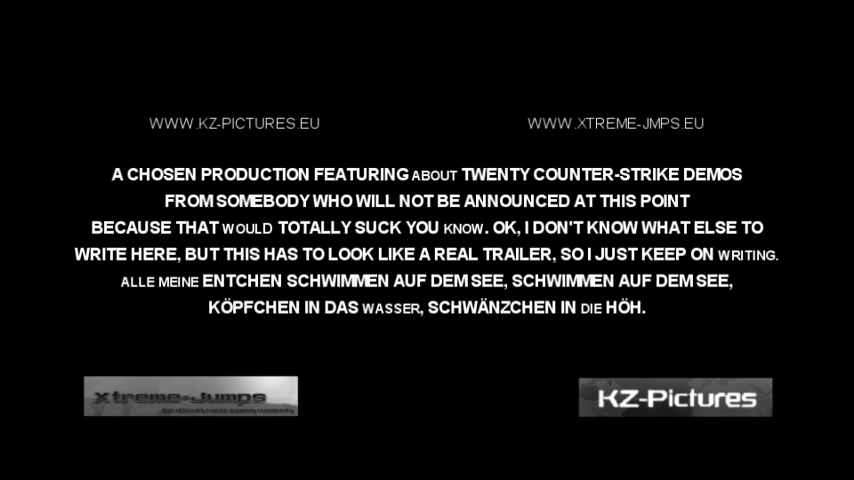 WWW.KZ-PICTURES.EU WWW.XTREME-JMPS.EU
A CHOSEN PRODUCTION FEATURING ABOUT TWENTY COUNTER-STRIKE DEMOS
FROM SOMEBODY WHO WILL NOT BE ANNOUNCED AT THIS POINT
BECAUSE THAT WOULD TOTALLY SUCK YOU KNOW. OK, I DON'T KNOW WHAT ELSE TO
WRITE HERE, BUT THIS HAS TO LOOK LIKE A REAL TRAILER, SO I JUST KEEP ON WRITING.
ALLE MEINE ENTCHEN SCHWIMMEN AUF DEM SEE, SCHWIMMEN AUF DEM SEE,
KÖPFCHEN IN DAS WASSER, SCHWÄNZCHEN IN DIE HÖH.
Xtreme-Jumps KZ-Pictures